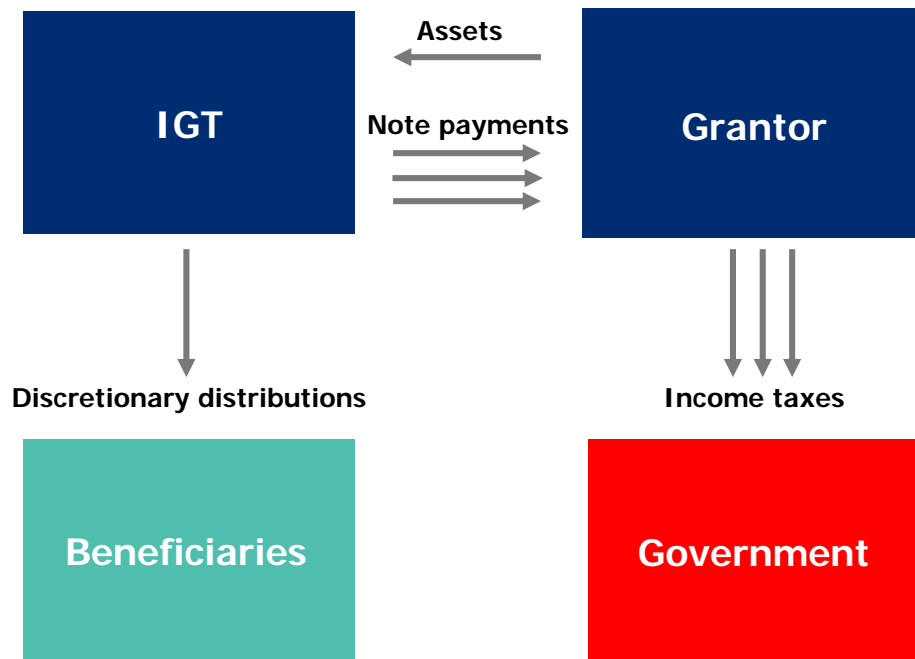 Assets
IGT
Note payments
Grantor
Discretionary distributions
Income taxes
Beneficiaries
Government